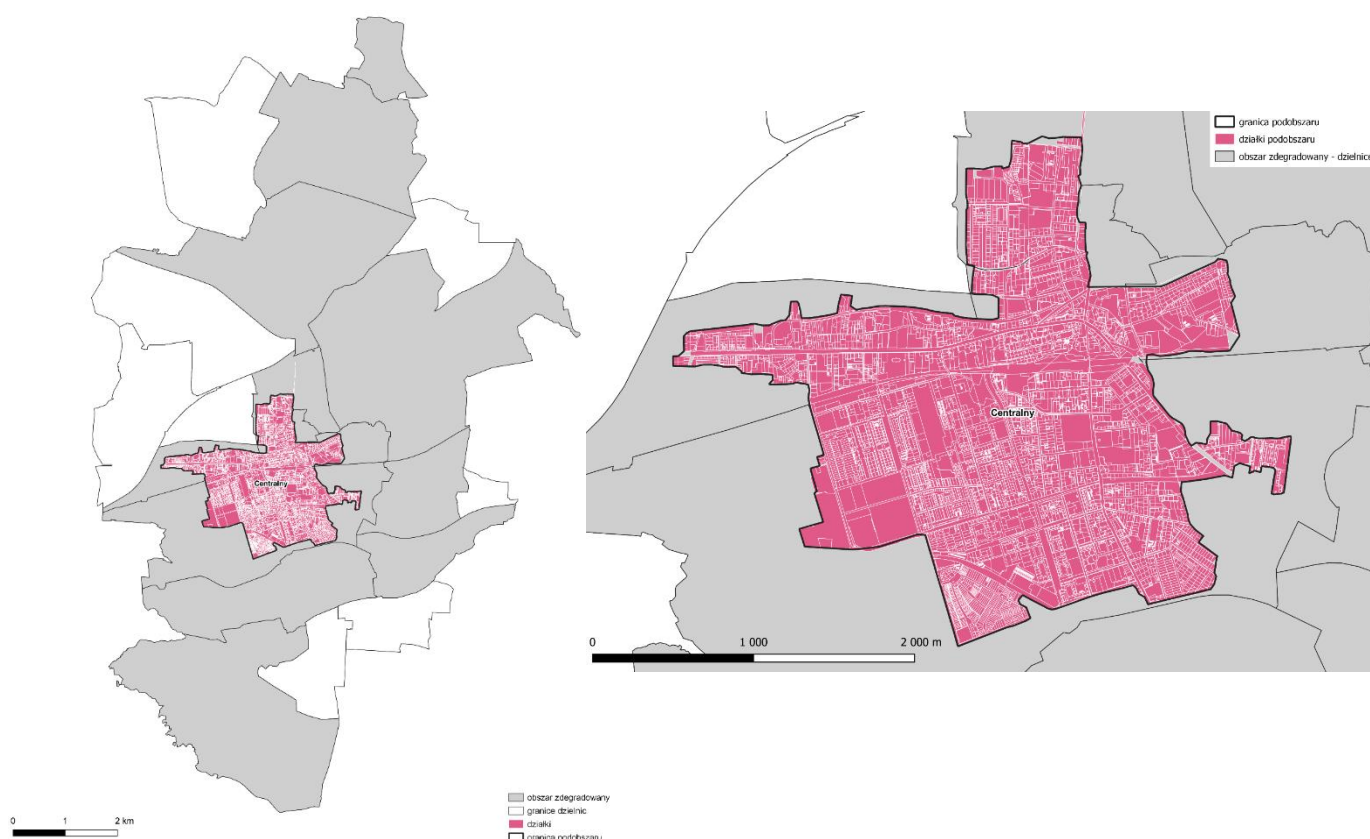 granica podobszaru
działki podobszaru
obszar zdegradowany - dzielnice
Centralny
Centralny
0 1 000 2 000 m
obszar zdegradowany
granice dzielnic
działki
granica podobszaru
0 1 2 km